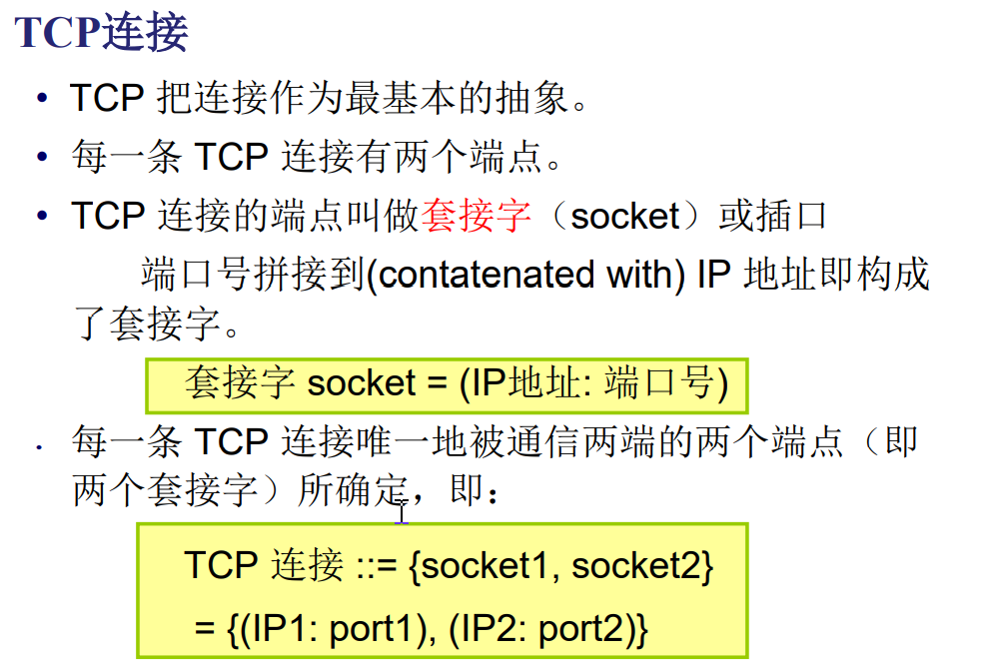 TCP连接
• TCP 把连接作为最基本的抽象。
• 每一条 TCP 连接有两个端点。
• TCP 连接的端点叫做套接字（socket）或插口
端口号拼接到(contatenated with) IP 地址即构成
了套接字。
套接字 socket = (IP地址: 端口号)
· 每一条 TCP 连接唯一地被通信两端的两个端点（即
两个套接字）所确定，即：
TCP 连接 ::= {socket1, socket2}
= {(IP1: port1), (IP2: port2)}